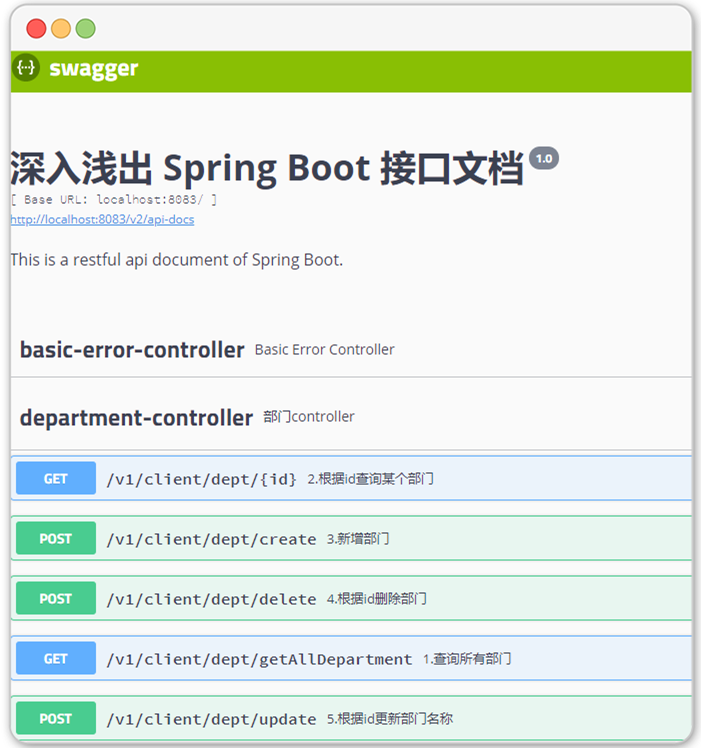 {···} swagger
深入浅出 Spring Boot 接口文档 1.0
[ Base URL: localhost:8083/ ]
http://localhost:8083/v2/api-docs
This is a restful api document of Spring Boot.
basic-error-controller Basic Error Controller
department-controller 部门controller
GET /v1/client/dept/{id} 2.根据id查询某个部门
POST /v1/client/dept/create 3.新增部门
POST /v1/client/dept/delete 4.根据id删除部门
GET /v1/client/dept/getAllDepartment 1.查询所有部门
POST /v1/client/dept/update 5.根据id更新部门名称